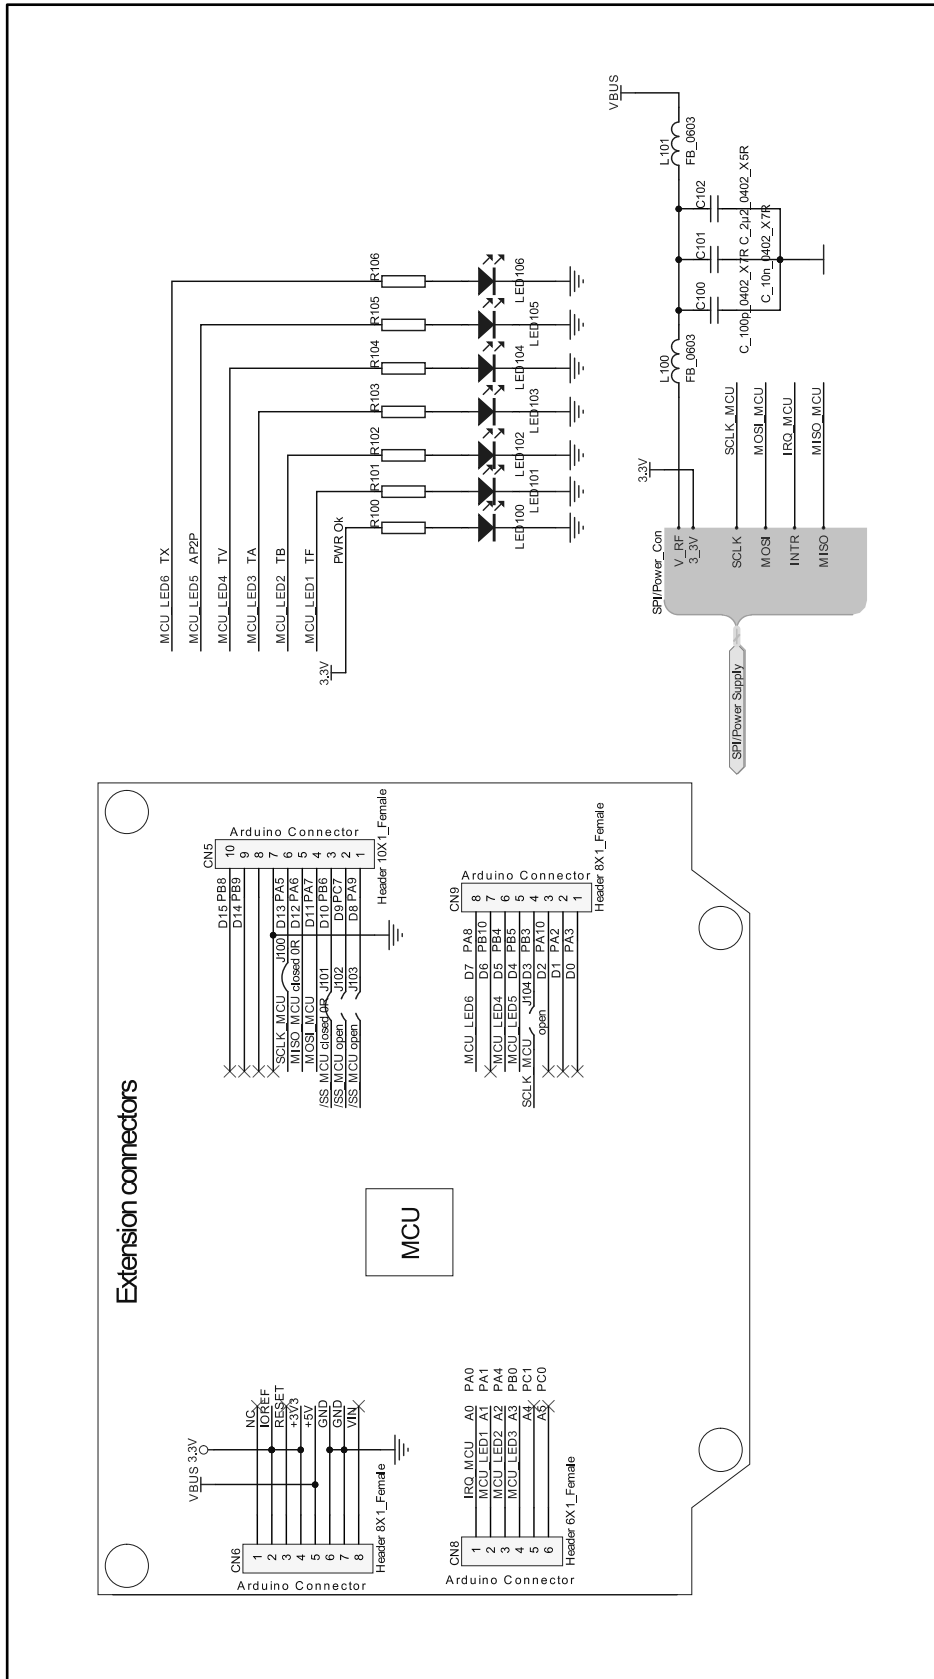 Extension connectors
MCU
VBUS 3.3V
CN6
1
2
3
4
5
6
7
8
NC
IOREF
RESET
+3V3
+5V
GND
GND
VIN
Header 8X1_Female
Arduino Connector
CN8
1
2
3
4
5
6
IRQ_MCU A0 PA0
MCU_LED1 A1 PA1
MCU_LED2 A2 PA4
MCU_LED3 A3 PB0
A4 PC1
A5 PC0
Header 6X1_Female
Arduino Connector
CN5
Arduino Connector
D15 PB8 10
D14 PB9 9
8
7
SCLK_MCU J100 D13 PA5 6
MISO_MCU closed 0R D12 PA6 5
MOSI_MCU D11 PA7 4
/SS_MCU closed 0R J101 D10 PB6 3
/SS_MCU open J102 D9 PC7 2
/SS_MCU open J103 D8 PA9 1
Header 10X1_Female
CN9
Arduino Connector
MCU_LED6 D7 PA8 8
D6 PB10 7
MCU_LED4 D5 PB4 6
MCU_LED5 D4 PB5 5
SCLK_MCU J104 D3 PB3 4
open
D2 PA10 3
D1 PA2 2
D0 PA3 1
Header 8X1_Female
MCU_LED6 TX
MCU_LED5 AP2P
MCU_LED4 TV
MCU_LED3 TA
MCU_LED2 TB
MCU_LED1 TF
3.3V
PWR Ok
R100
R101
R102
R103
R104
R105
R106
LED100
LED101
LED102
LED103
LED104
LED105
LED106
VBUS
3.3V
L100
FB_0603
L101
FB_0603
C100
C101
C102
C_100p_0402_X7R
C_10n_0402_X7R
C_2µ2_0402_X5R
SPI/Power_Con
SPI/Power Supply
V_RF
3_3V
SCLK SCLK_MCU
MOSI MOSI_MCU
INTR IRQ_MCU
MISO MISO_MCU